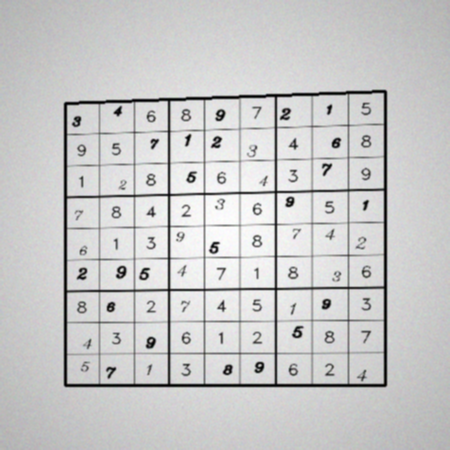 3 4 6 8 9 7 2 1 5
9 5 7 1 2 3 4 6 8
1 2 8 5 6 4 3 7 9
7 8 4 2 3 6 9 5 1
6 1 3 9 5 8 7 4 2
2 9 5 4 7 1 8 3 6
8 6 2 7 4 5 1 9 3
4 3 9 6 1 2 5 8 7
5 7 1 3 8 9 6 2 4